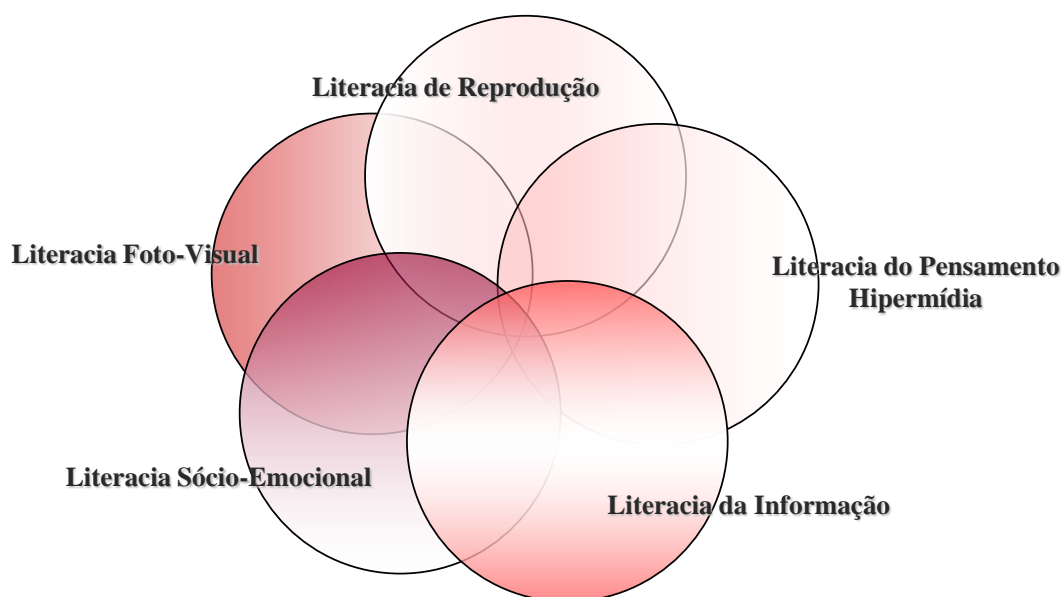 Literacia de Reprodução
Literacia Foto-Visual
Literacia do Pensamento
Hipermídia
Literacia Sócio-Emocional
Literacia da Informação